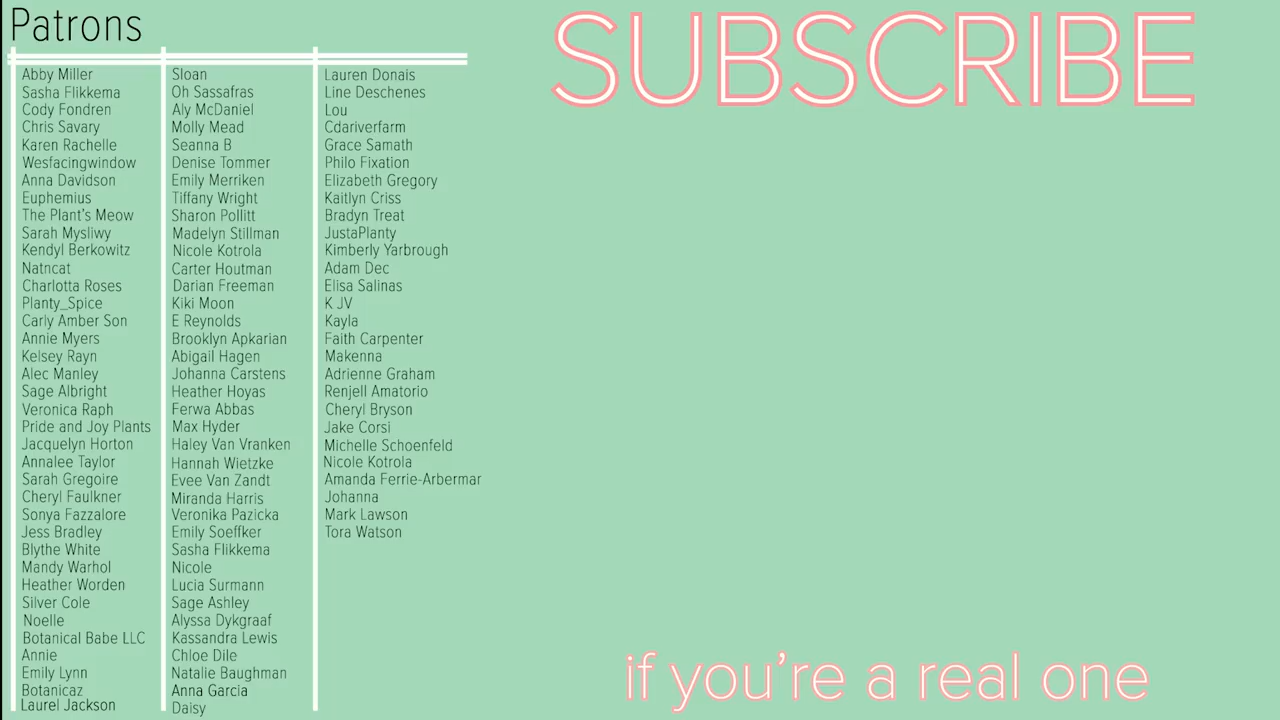 Patrons
Abby Miller
Sasha Flikkema
Cody Fondren
Chris Savary
Karen Rachelle
Wesfacingwindow
Anna Davidson
Euphemius
The Plant's Meow
Sarah Mysliwy
Kendyl Berkowitz
Natncat
Charlotta Roses
Planty_Spice
Carly Amber Son
Annie Myers
Kelsey Rayn
Alec Manley
Sage Albright
Veronica Raph
Pride and Joy Plants
Jacquelyn Horton
Annalee Taylor
Sarah Gregoire
Cheryl Faulkner
Sonya Fazzalore
Jess Bradley
Blythe White
Mandy Warhol
Heather Worden
Silver Cole
Noelle
Botanical Babe LLC
Annie
Emily Lynn
Botanicaz
Laurel Jackson
Sloan
Oh Sassafras
Aly McDaniel
Molly Mead
Seanna B
Denise Tommer
Emily Merriken
Tiffany Wright
Sharon Pollitt
Madelyn Stillman
Nicole Kotrola
Carter Houtman
Darian Freeman
Kiki Moon
E Reynolds
Brooklyn Apkarian
Abigail Hagen
Johanna Carstens
Heather Hoyas
Ferwa Abbas
Max Hyder
Haley Van Vranken
Hannah Wietzke
Evee Van Zandt
Miranda Harris
Veronika Pazicka
Emily Soeffker
Sasha Flikkema
Nicole
Lucia Surmann
Sage Ashley
Alyssa Dykgraaf
Kassandra Lewis
Chloe Dile
Natalie Baughman
Anna Garcia
Daisy
Lauren Donais
Line Deschenes
Lou
Cdariverfarm
Grace Samath
Philo Fixation
Elizabeth Gregory
Kaitlyn Criss
Bradyn Treat
JustaPlanty
Kimberly Yarbrough
Adam Dec
Elisa Salinas
K JV
Kayla
Faith Carpenter
Makenna
Adrienne Graham
Renjell Amatorio
Cheryl Bryson
Jake Corsi
Michelle Schoenfeld
Nicole Kotrola
Amanda Ferrie-Arbermar
Johanna
Mark Lawson
Tora Watson
SUBSCRIBE
if you're a real one